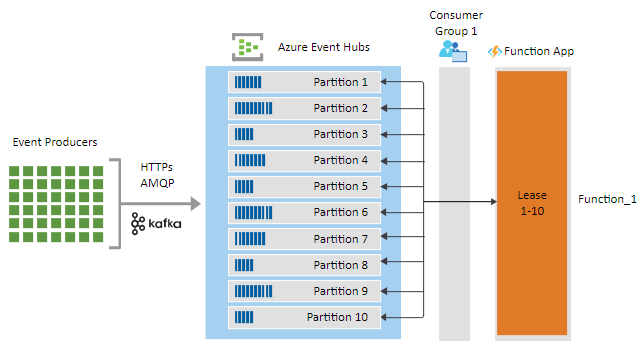 Consumer
Group 1
Azure Event Hubs
Function App
Partition 1
Partition 2
Partition 3
Partition 4
Partition 5
Partition 6
Partition 7
Partition 8
Partition 9
Partition 10
Event Producers
HTTPs
AMQP
kafka
Lease
1-10
Function_1